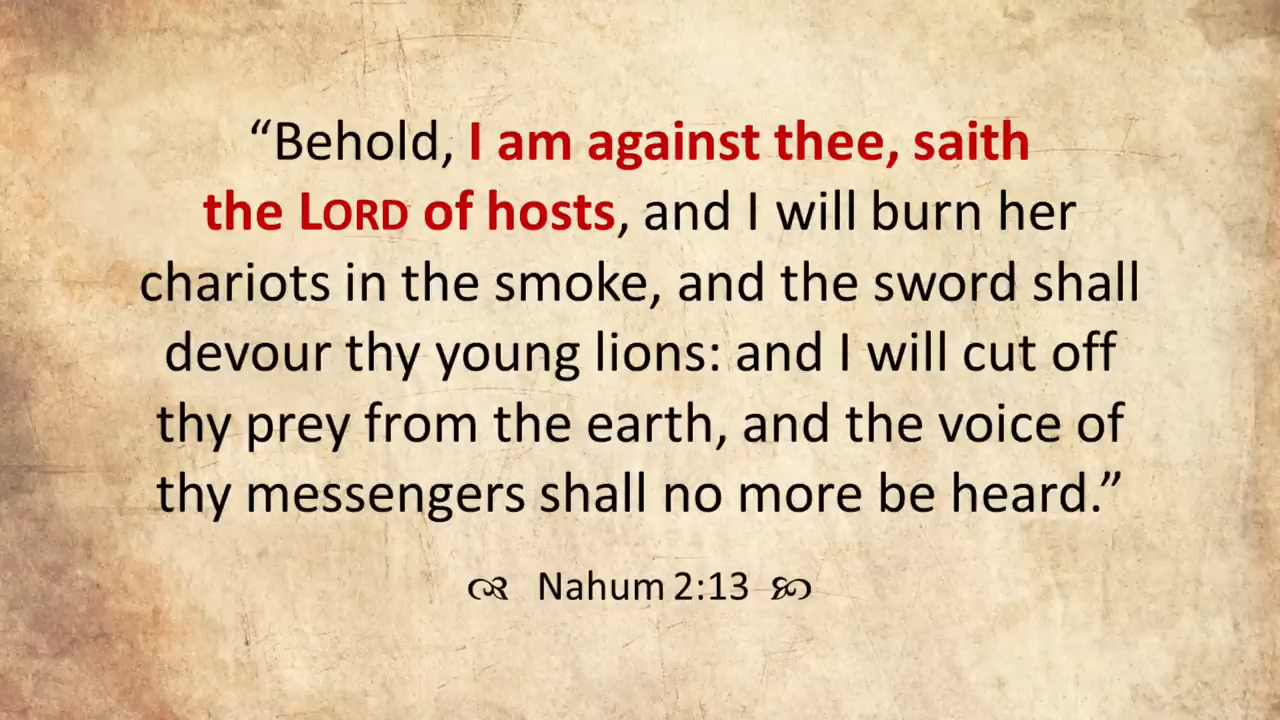 “Behold, I am against thee, saith
the LORD of hosts, and I will burn her
chariots in the smoke, and the sword shall
devour thy young lions: and I will cut off
thy prey from the earth, and the voice of
thy messengers shall no more be heard.”
Nahum 2:13